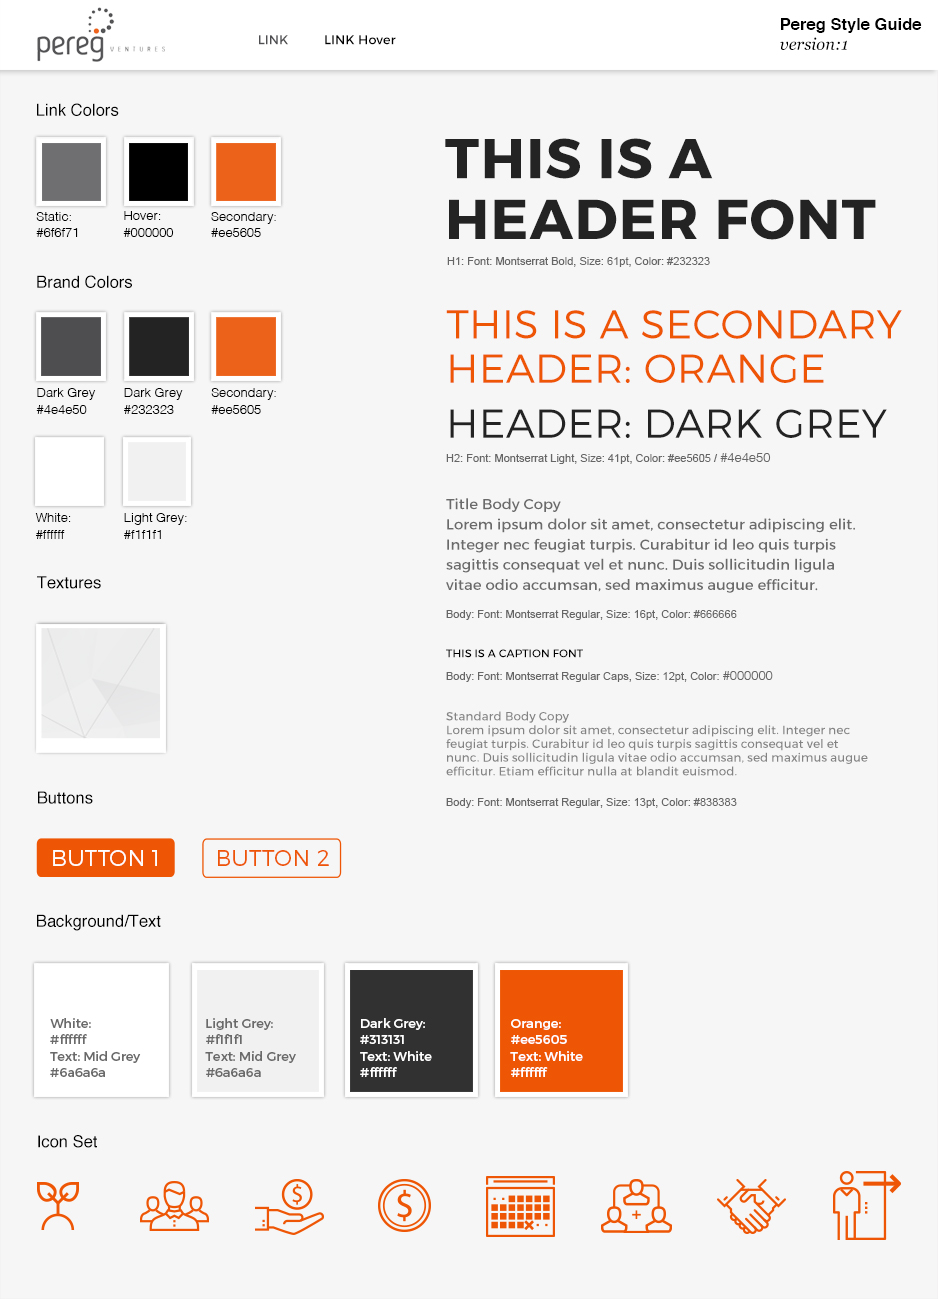 pereg
VENTURES
LINK
LINK Hover
Pereg Style Guide
version:1
Link Colors
Static:
#6f6f71
Hover:
#000000
Secondary:
#ee5605
Brand Colors
Dark Grey
#4e4e50
Dark Grey
#232323
Secondary:
#ee5605
White:
#ffffff
Light Grey:
#f1f1f1
Textures
Buttons
BUTTON 1
BUTTON 2
THIS IS A
HEADER FONT
H1: Font: Montserrat Bold, Size: 61pt, Color: #232323
THIS IS A SECONDARY
HEADER: ORANGE
HEADER: DARK GREY
H2: Font: Montserrat Light, Size: 41pt, Color: #ee5605 / #4e4e50
Title Body Copy
Lorem ipsum dolor sit amet, consectetur adipiscing elit.
Integer nec feugiat turpis. Curabitur id leo quis turpis
sagittis consequat vel et nunc. Duis sollicitudin ligula
vitae odio accumsan, sed maximus augue efficitur.
Body: Font: Montserrat Regular, Size: 16pt, Color: #666666
THIS IS A CAPTION FONT
Body: Font: Montserrat Regular Caps, Size: 12pt, Color: #000000
Standard Body Copy
Lorem ipsum dolor sit amet, consectetur adipiscing elit. Integer nec
feugiat turpis. Curabitur id leo quis turpis sagittis consequat vel et
nunc. Duis sollicitudin ligula vitae odio accumsan, sed maximus augue
efficitur. Etiam efficitur nulla at blandit euismod.
Body: Font: Montserrat Regular, Size: 13pt, Color: #838383
Background/Text
White:
#ffffff
Text: Mid Grey
#6a6a6a
Light Grey:
#f1f1f1
Text: Mid Grey
#6a6a6a
Dark Grey:
#313131
Text: White
#ffffff
Orange:
#ee5605
Text: White
#ffffff
Icon Set
$
$